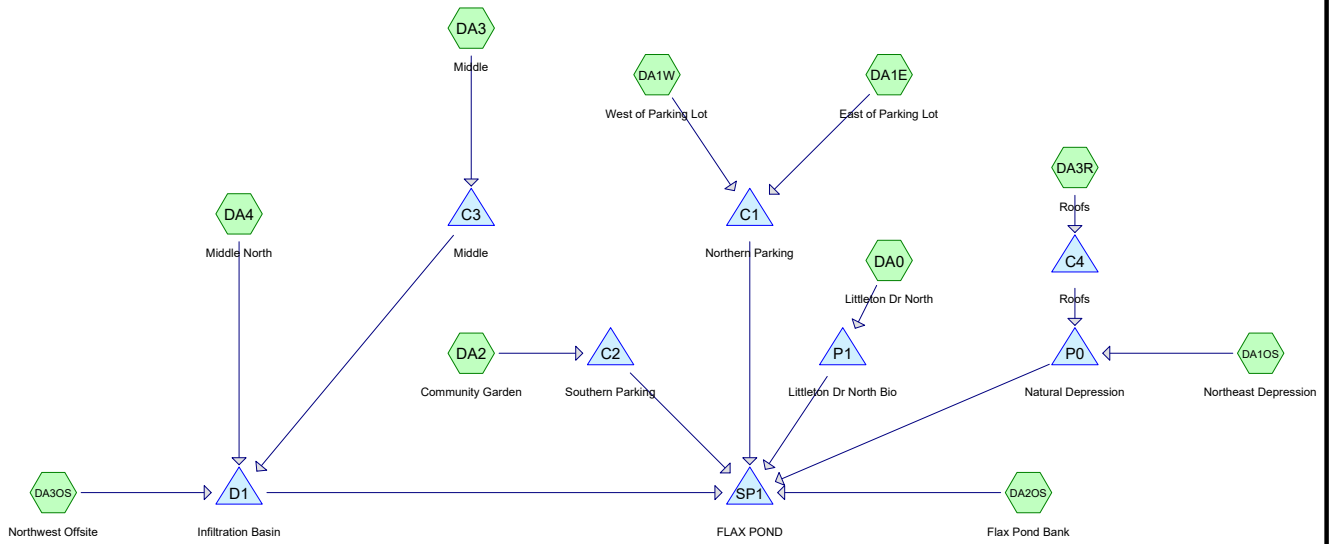 DA3
Middle
DA1W
West of Parking Lot
DA1E
East of Parking Lot
DA3R
Roofs
DA4
Middle North
C3
Middle
C1
Northern Parking
DA0
Littleton Dr North
C4
Roofs
DA2
Community Garden
C2
Southern Parking
P1
Littleton Dr North Bio
P0
Natural Depression
DA1OS
Northeast Depression
DA3OS
Northwest Offsite
D1
Infiltration Basin
SP1
FLAX POND
DA2OS
Flax Pond Bank